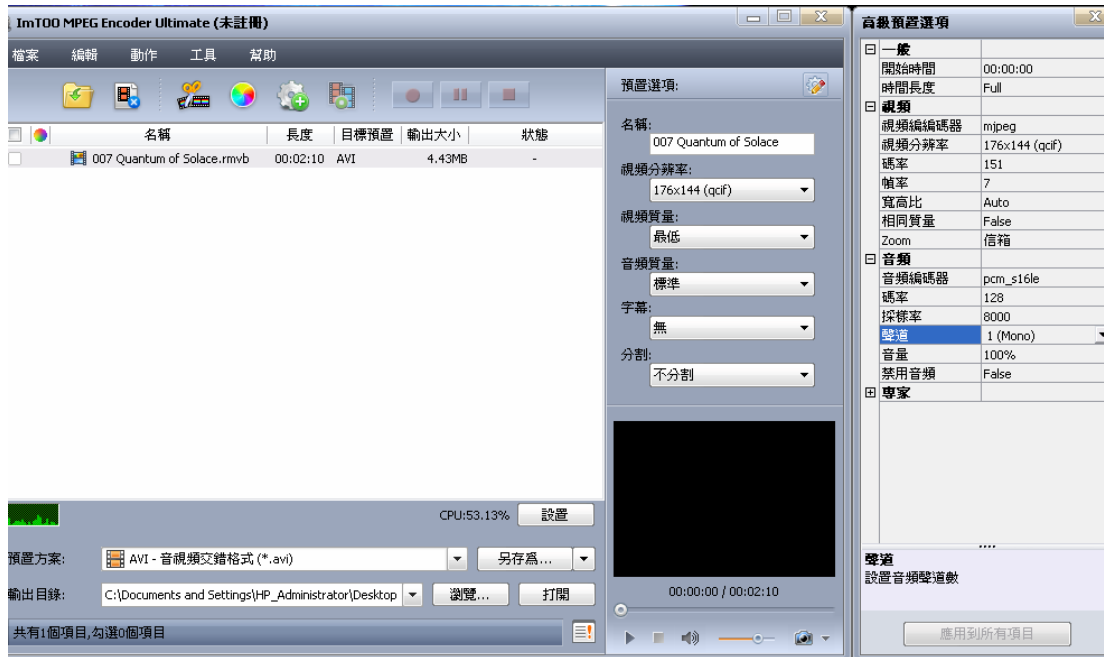 ImTOO MPEG Encoder Ultimate (未註冊)
檔案 編輯 動作 工具 幫助
名稱 長度 目標預置 輸出大小 狀態
007 Quantum of Solace.rmvb 00:02:10 AVI 4.43MB -
CPU:53.13% 設置
預置方案: AVI - 音視頻交錯格式 (*.avi) 另存爲...
輸出目錄: C:\Documents and Settings\HP_Administrator\Desktop 瀏覽... 打開
共有1個項目,勾選0個項目
預置選項:
名稱:
007 Quantum of Solace
視頻分辨率:
176x144 (qcif)
視頻質量:
最低
音頻質量:
標準
字幕:
無
分割:
不分割
00:00:00 / 00:02:10
高級預置選項
一般
開始時間 00:00:00
時間長度 Full
視頻
視頻編編碼器 mjpeg
視頻分辨率 176x144 (qcif)
碼率 151
幀率 7
寬高比 Auto
相同質量 False
Zoom 信箱
音頻
音頻編碼器 pcm_s16le
碼率 128
採樣率 8000
聲道 1 (Mono)
音量 100%
禁用音頻 False
專家
聲道
設置音頻聲道數
應用到所有項目